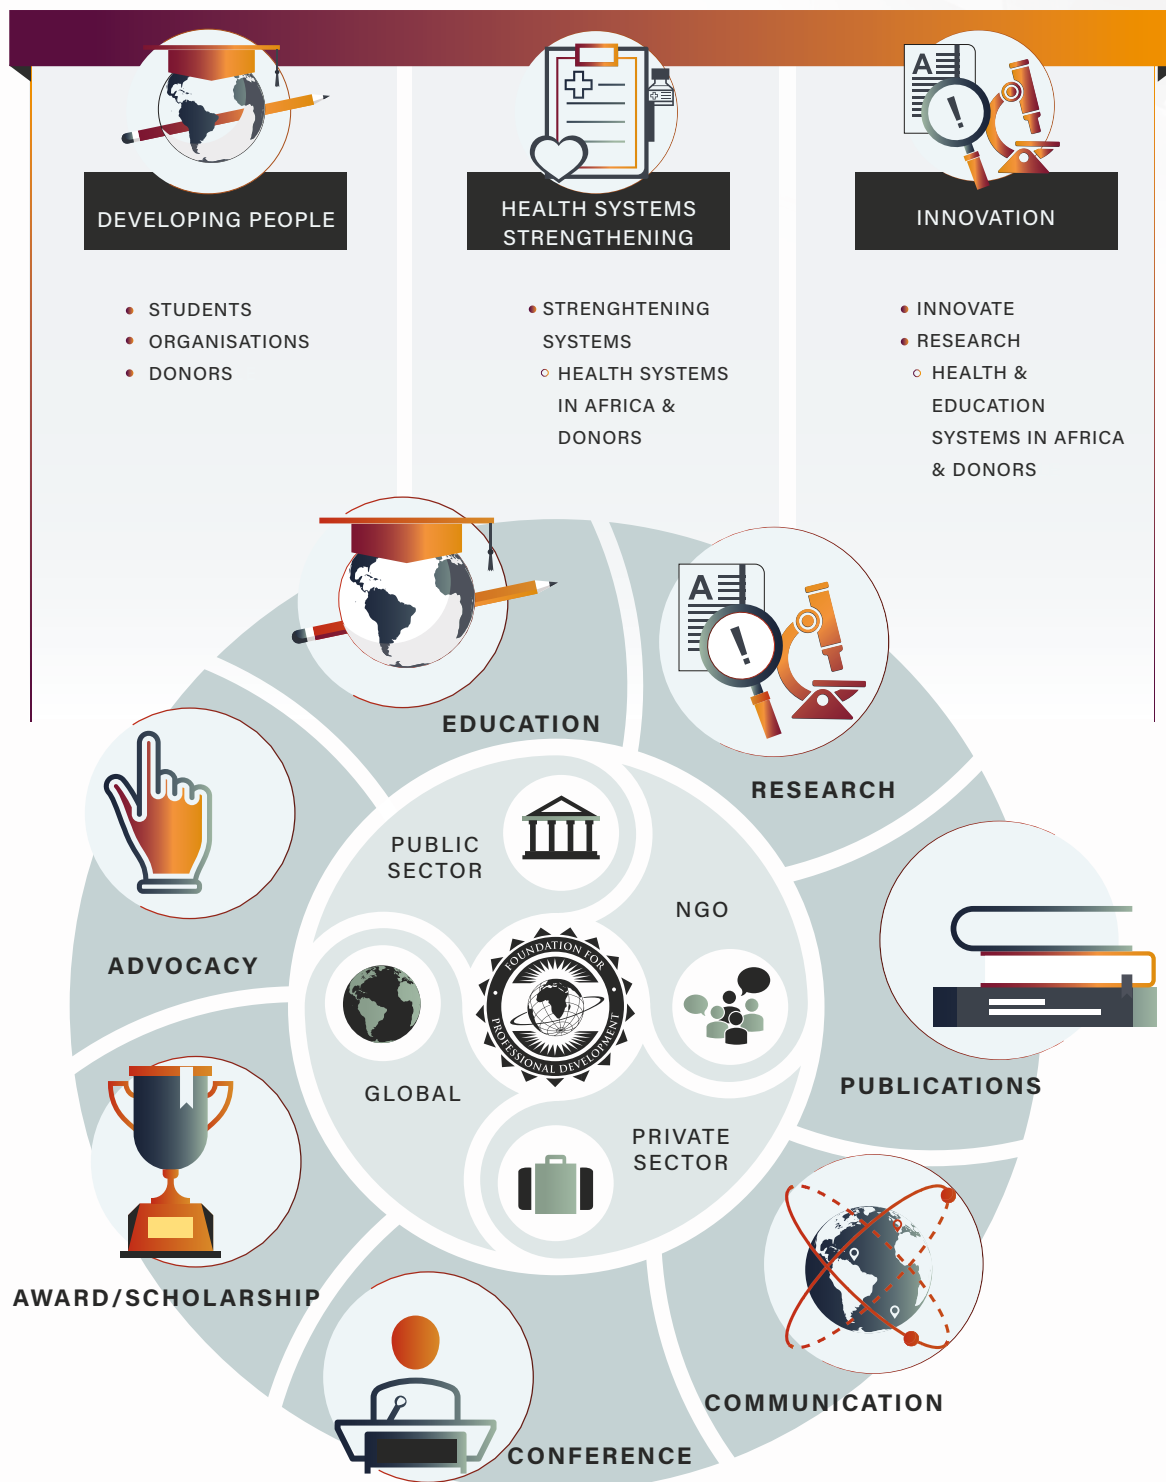 DEVELOPING PEOPLE
HEALTH SYSTEMS
STRENGTHENING
A
INNOVATION
STUDENTS
ORGANISATIONS
DONORS
STRENGHTENING
SYSTEMS
HEALTH SYSTEMS
IN AFRICA &
DONORS
INNOVATE
RESEARCH
HEALTH &
EDUCATION
SYSTEMS IN AFRICA
& DONORS
EDUCATION
A
RESEARCH
PUBLICATIONS
COMMUNICATION
CONFERENCE
AWARD/SCHOLARSHIP
ADVOCACY
PUBLIC
SECTOR
NGO
PRIVATE
SECTOR
GLOBAL
FOUNDATION FOR
PROFESSIONAL DEVELOPMENT